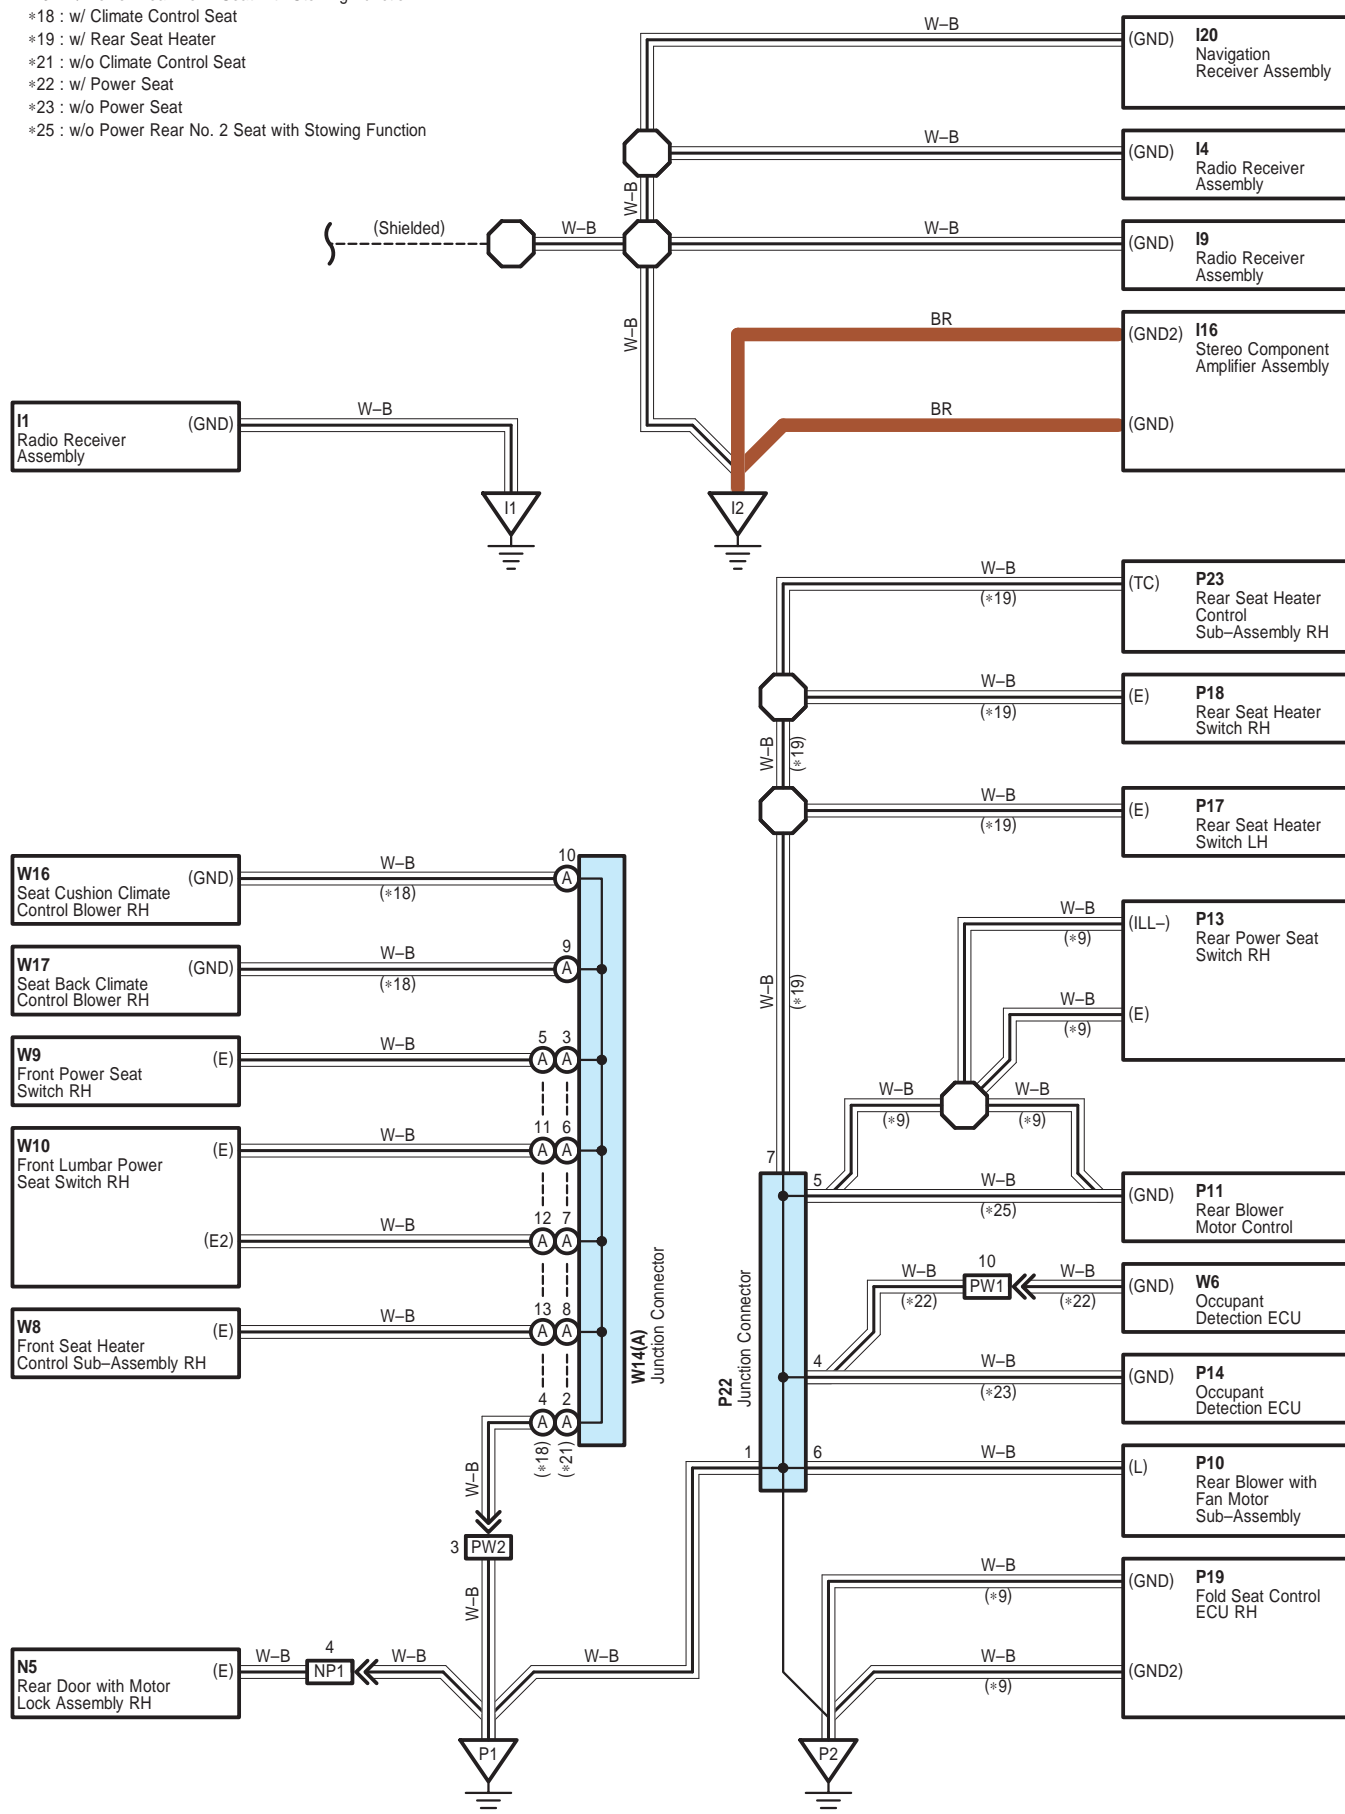 *18 : w/ Climate Control Seat
*19 : w/ Rear Seat Heater
*21 : w/o Climate Control Seat
*22 : w/ Power Seat
*23 : w/o Power Seat
*25 : w/o Power Rear No. 2 Seat with Stowing Function
W–B
(GND)
I20
Navigation
Receiver Assembly
W–B
(GND)
I4
Radio Receiver
Assembly
W–B
(Shielded)
W–B
W–B
(GND)
I9
Radio Receiver
Assembly
W–B
BR
(GND2)
I16
Stereo Component
Amplifier Assembly
BR
(GND)
I1
Radio Receiver
Assembly
(GND)
W–B
I1
I2
W–B
(*19)
(TC)
P23
Rear Seat Heater
Control
Sub–Assembly RH
W–B
(*19)
(E)
P18
Rear Seat Heater
Switch RH
W–B
(*19)
W–B
(*19)
(E)
P17
Rear Seat Heater
Switch LH
W–B
(*19)
W16
Seat Cushion Climate
Control Blower RH
(GND)
W–B
(*18)
10
A
W17
Seat Back Climate
Control Blower RH
(GND)
W–B
(*18)
9
A
W9
Front Power Seat
Switch RH
(E)
W–B
5 3
A A
W10
Front Lumbar Power
Seat Switch RH
(E)
W–B
11 6
A A
(E2)
W–B
12 7
A A
W8
Front Seat Heater
Control Sub–Assembly RH
(E)
W–B
13 8
A A
4 2
A A
(*18)
(*21)
W14(A)
Junction Connector
W–B
3 PW2
W–B
W–B
(*9)
(ILL–)
P13
Rear Power Seat
Switch RH
W–B
(*9)
(E)
W–B
(*9)
W–B
(*9)
7
5
W–B
(*25)
(GND)
P11
Rear Blower
Motor Control
W–B
(*22)
10
PW1
W–B
(*22)
(GND)
W6
Occupant
Detection ECU
P22
Junction Connector
4
W–B
(*23)
(GND)
P14
Occupant
Detection ECU
1
6
W–B
(L)
P10
Rear Blower with
Fan Motor
Sub–Assembly
W–B
(*9)
(GND)
P19
Fold Seat Control
ECU RH
W–B
(*9)
(GND2)
N5
Rear Door with Motor
Lock Assembly RH
(E)
W–B
4
NP1
W–B
W–B
P1
P2